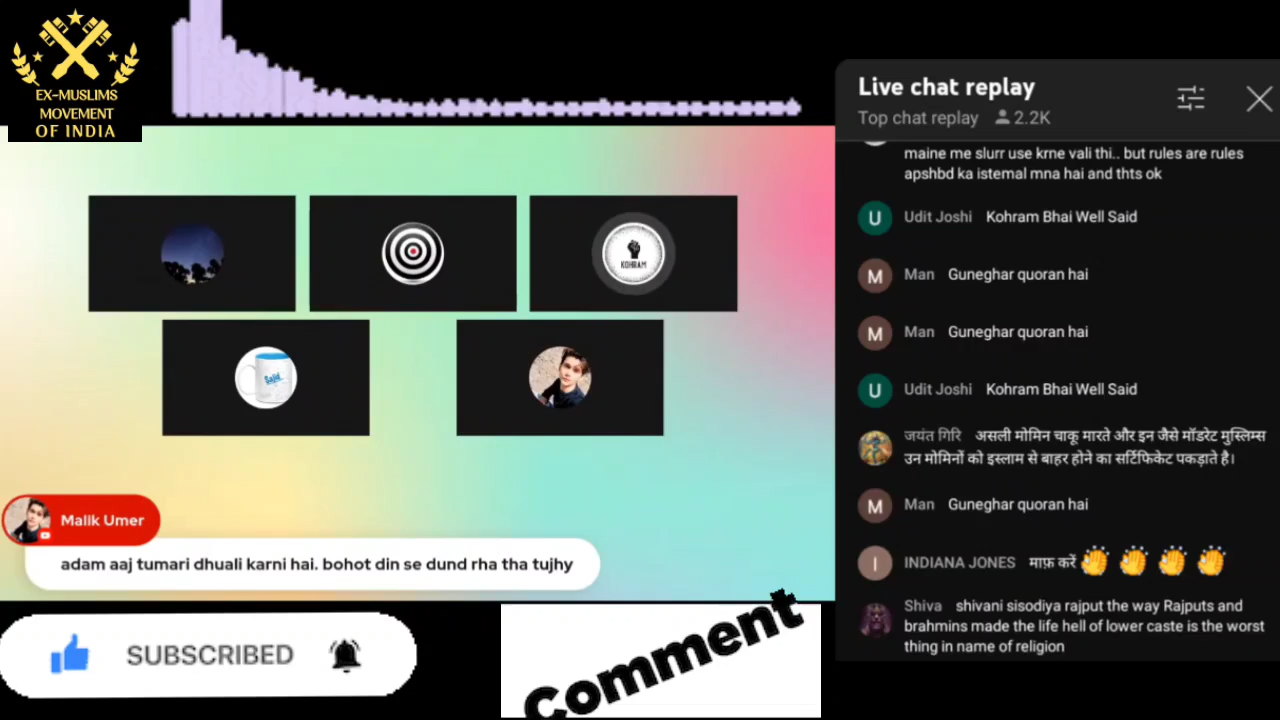 EX-MUSLIMS
MOVEMENT
OF INDIA
KOHRAM
Sajid
Malik Umer
adam aaj tumari dhuali karni hai. bohot din se dund rha tha tujhy
SUBSCRIBED
Comment
Live chat replay
Top chat replay 2.2K
maine me slurr use krne vali thi.. but rules are rules
apshbd ka istemal mna hai and thts ok
U Udit Joshi Kohram Bhai Well Said
M Man Guneghar quoran hai
M Man Guneghar quoran hai
U Udit Joshi Kohram Bhai Well Said
जयंत गिरि असली मोमिन चाकू मारते और इन जैसे मॉडरेट मुस्लिम्स
उन मोमिनों को इस्लाम से बाहर होने का सर्टिफिकेट पकड़ाते है।
M Man Guneghar quoran hai
I INDIANA JONES माफ़ करें 👏 👏 👏 👏
Shiva shivani sisodiya rajput the way Rajputs and
brahmins made the life hell of lower caste is the worst
thing in name of religion